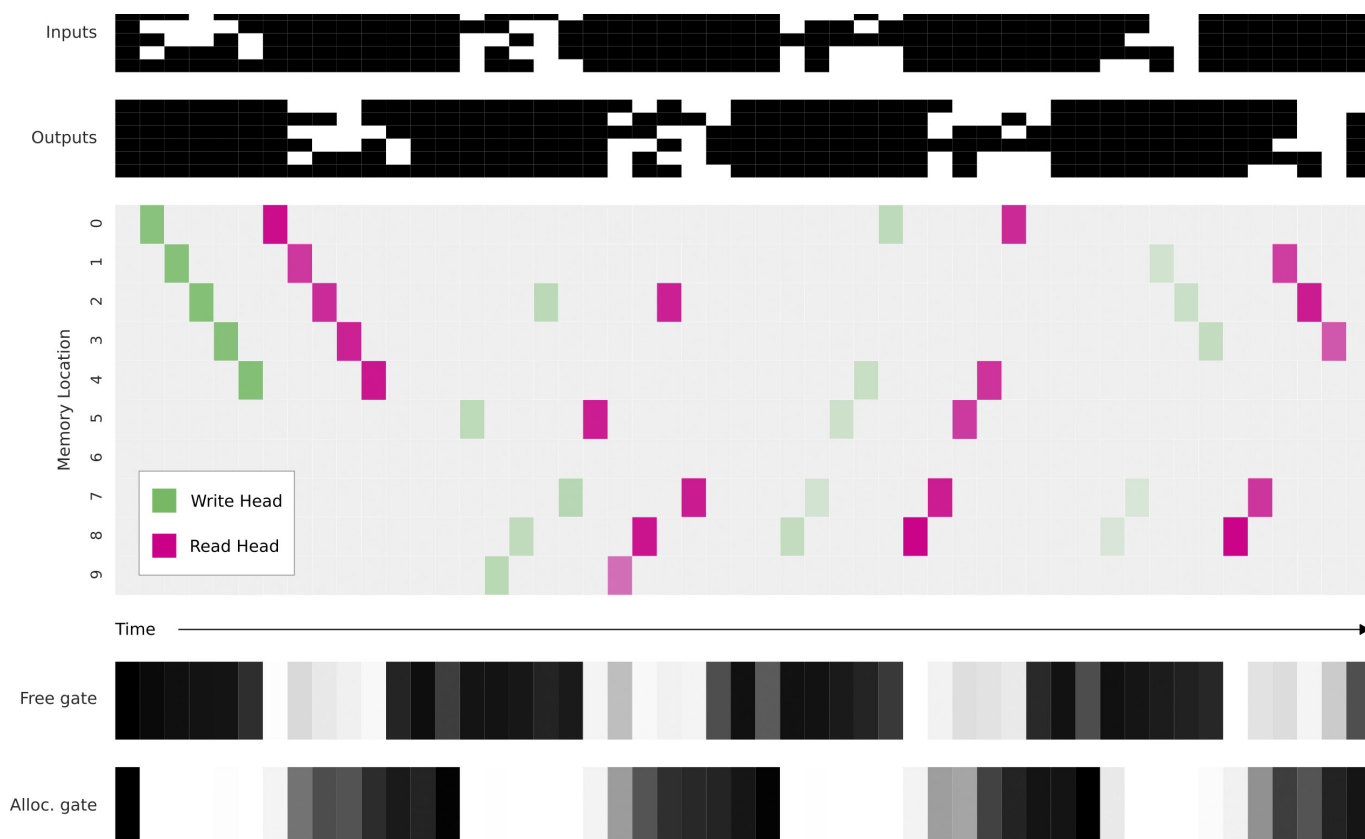 Inputs
Outputs
Memory Location
0
1
2
3
4
5
6
7
8
9
Write Head
Read Head
Time
Free gate
Alloc. gate